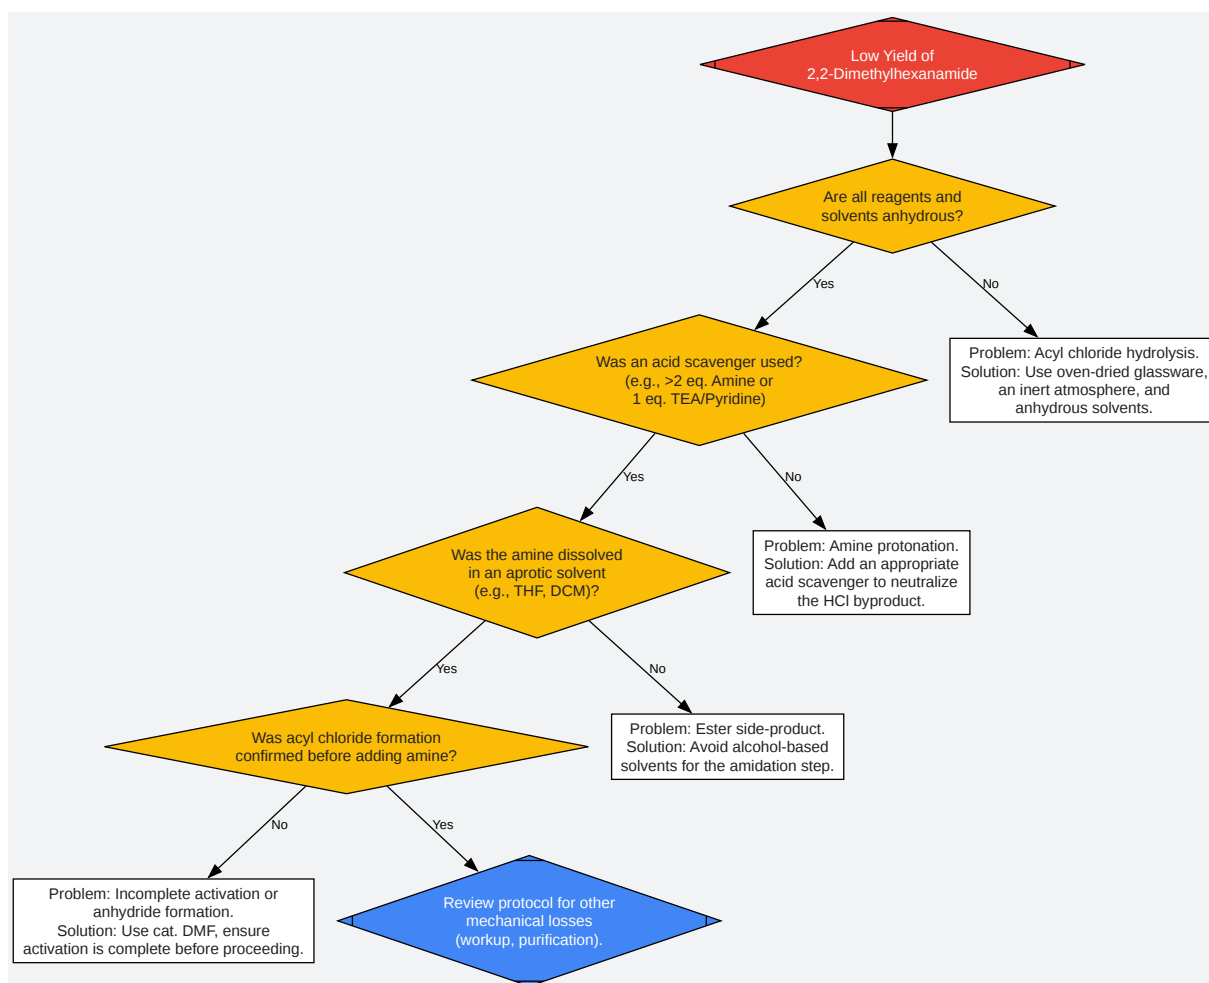 Low Yield of
2,2-Dimethylhexanamide
Are all reagents and
solvents anhydrous?
Yes
No
Was an acid scavenger used?
(e.g., >2 eq. Amine or
1 eq. TEA/Pyridine)
Problem: Acyl chloride hydrolysis.
Solution: Use oven-dried glassware,
an inert atmosphere, and
anhydrous solvents.
Yes
No
Was the amine dissolved
in an aprotic solvent
(e.g., THF, DCM)?
Problem: Amine protonation.
Solution: Add an appropriate
acid scavenger to neutralize
the HCl byproduct.
Yes
No
Was acyl chloride formation
confirmed before adding amine?
Problem: Ester side-product.
Solution: Avoid alcohol-based
solvents for the amidation step.
No
Yes
Problem: Incomplete activation or
anhydride formation.
Solution: Use cat. DMF, ensure
activation is complete before proceeding.
Review protocol for other
mechanical losses
(workup, purification).